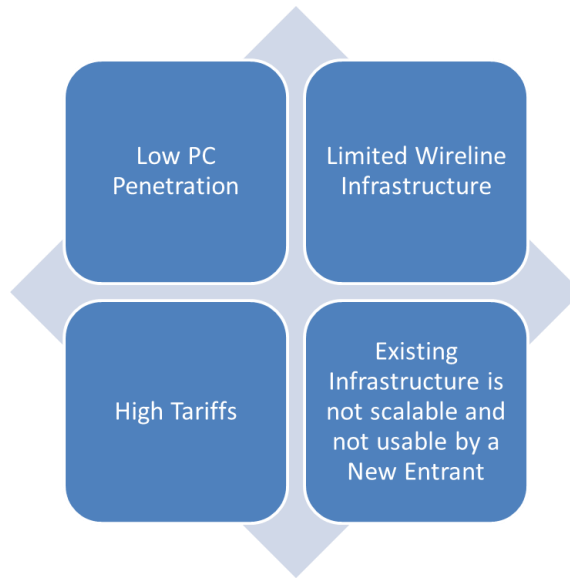 Low PC
Penetration
Limited Wireline
Infrastructure
High Tariffs
Existing
Infrastructure is
not scalable and
not usable by a
New Entrant